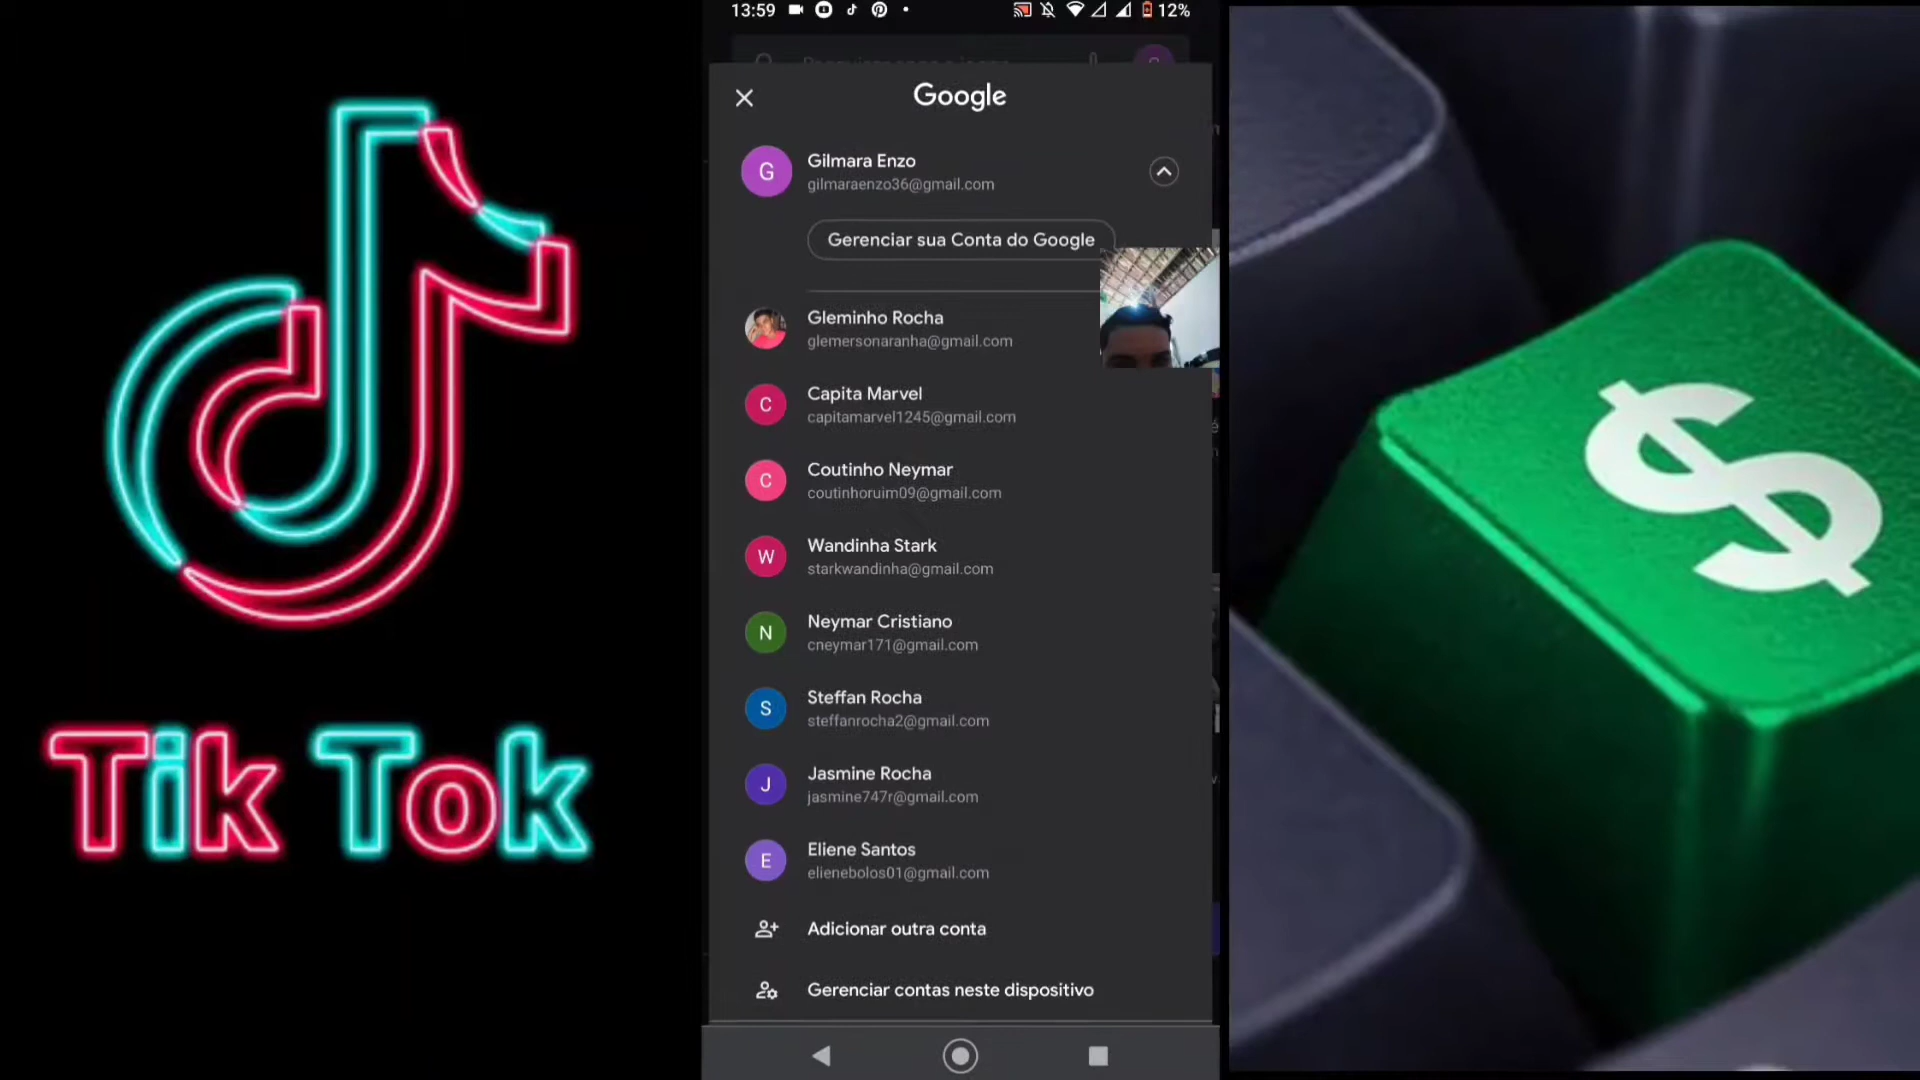 Tik Tok
13:59
12%
Google
G
Gilmara Enzo
gilmaraenzo36@gmail.com
Gerenciar sua Conta do Google
Gleminho Rocha
glemersonaranha@gmail.com
C
Capita Marvel
capitamarvel1245@gmail.com
C
Coutinho Neymar
coutinhoruim09@gmail.com
W
Wandinha Stark
starkwandinha@gmail.com
N
Neymar Cristiano
cneymar171@gmail.com
S
Steffan Rocha
steffanrocha2@gmail.com
J
Jasmine Rocha
jasmine747r@gmail.com
E
Eliene Santos
elienebolos01@gmail.com
Adicionar outra conta
Gerenciar contas neste dispositivo
$